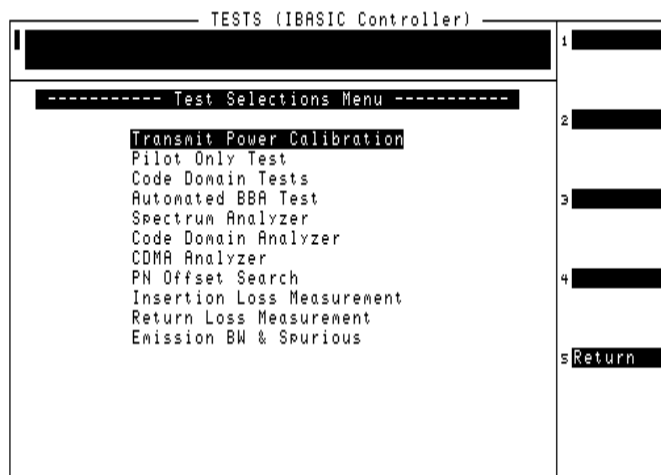 TESTS (IBASIC Controller)
1
----------- Test Selections Menu -----------
2
Transmit Power Calibration
Pilot Only Test
Code Domain Tests
Automated BBA Test
3
Spectrum Analyzer
Code Domain Analyzer
CDMA Analyzer
PN Offset Search
4
Insertion Loss Measurement
Return Loss Measurement
Emission BW & Spurious
5 Return